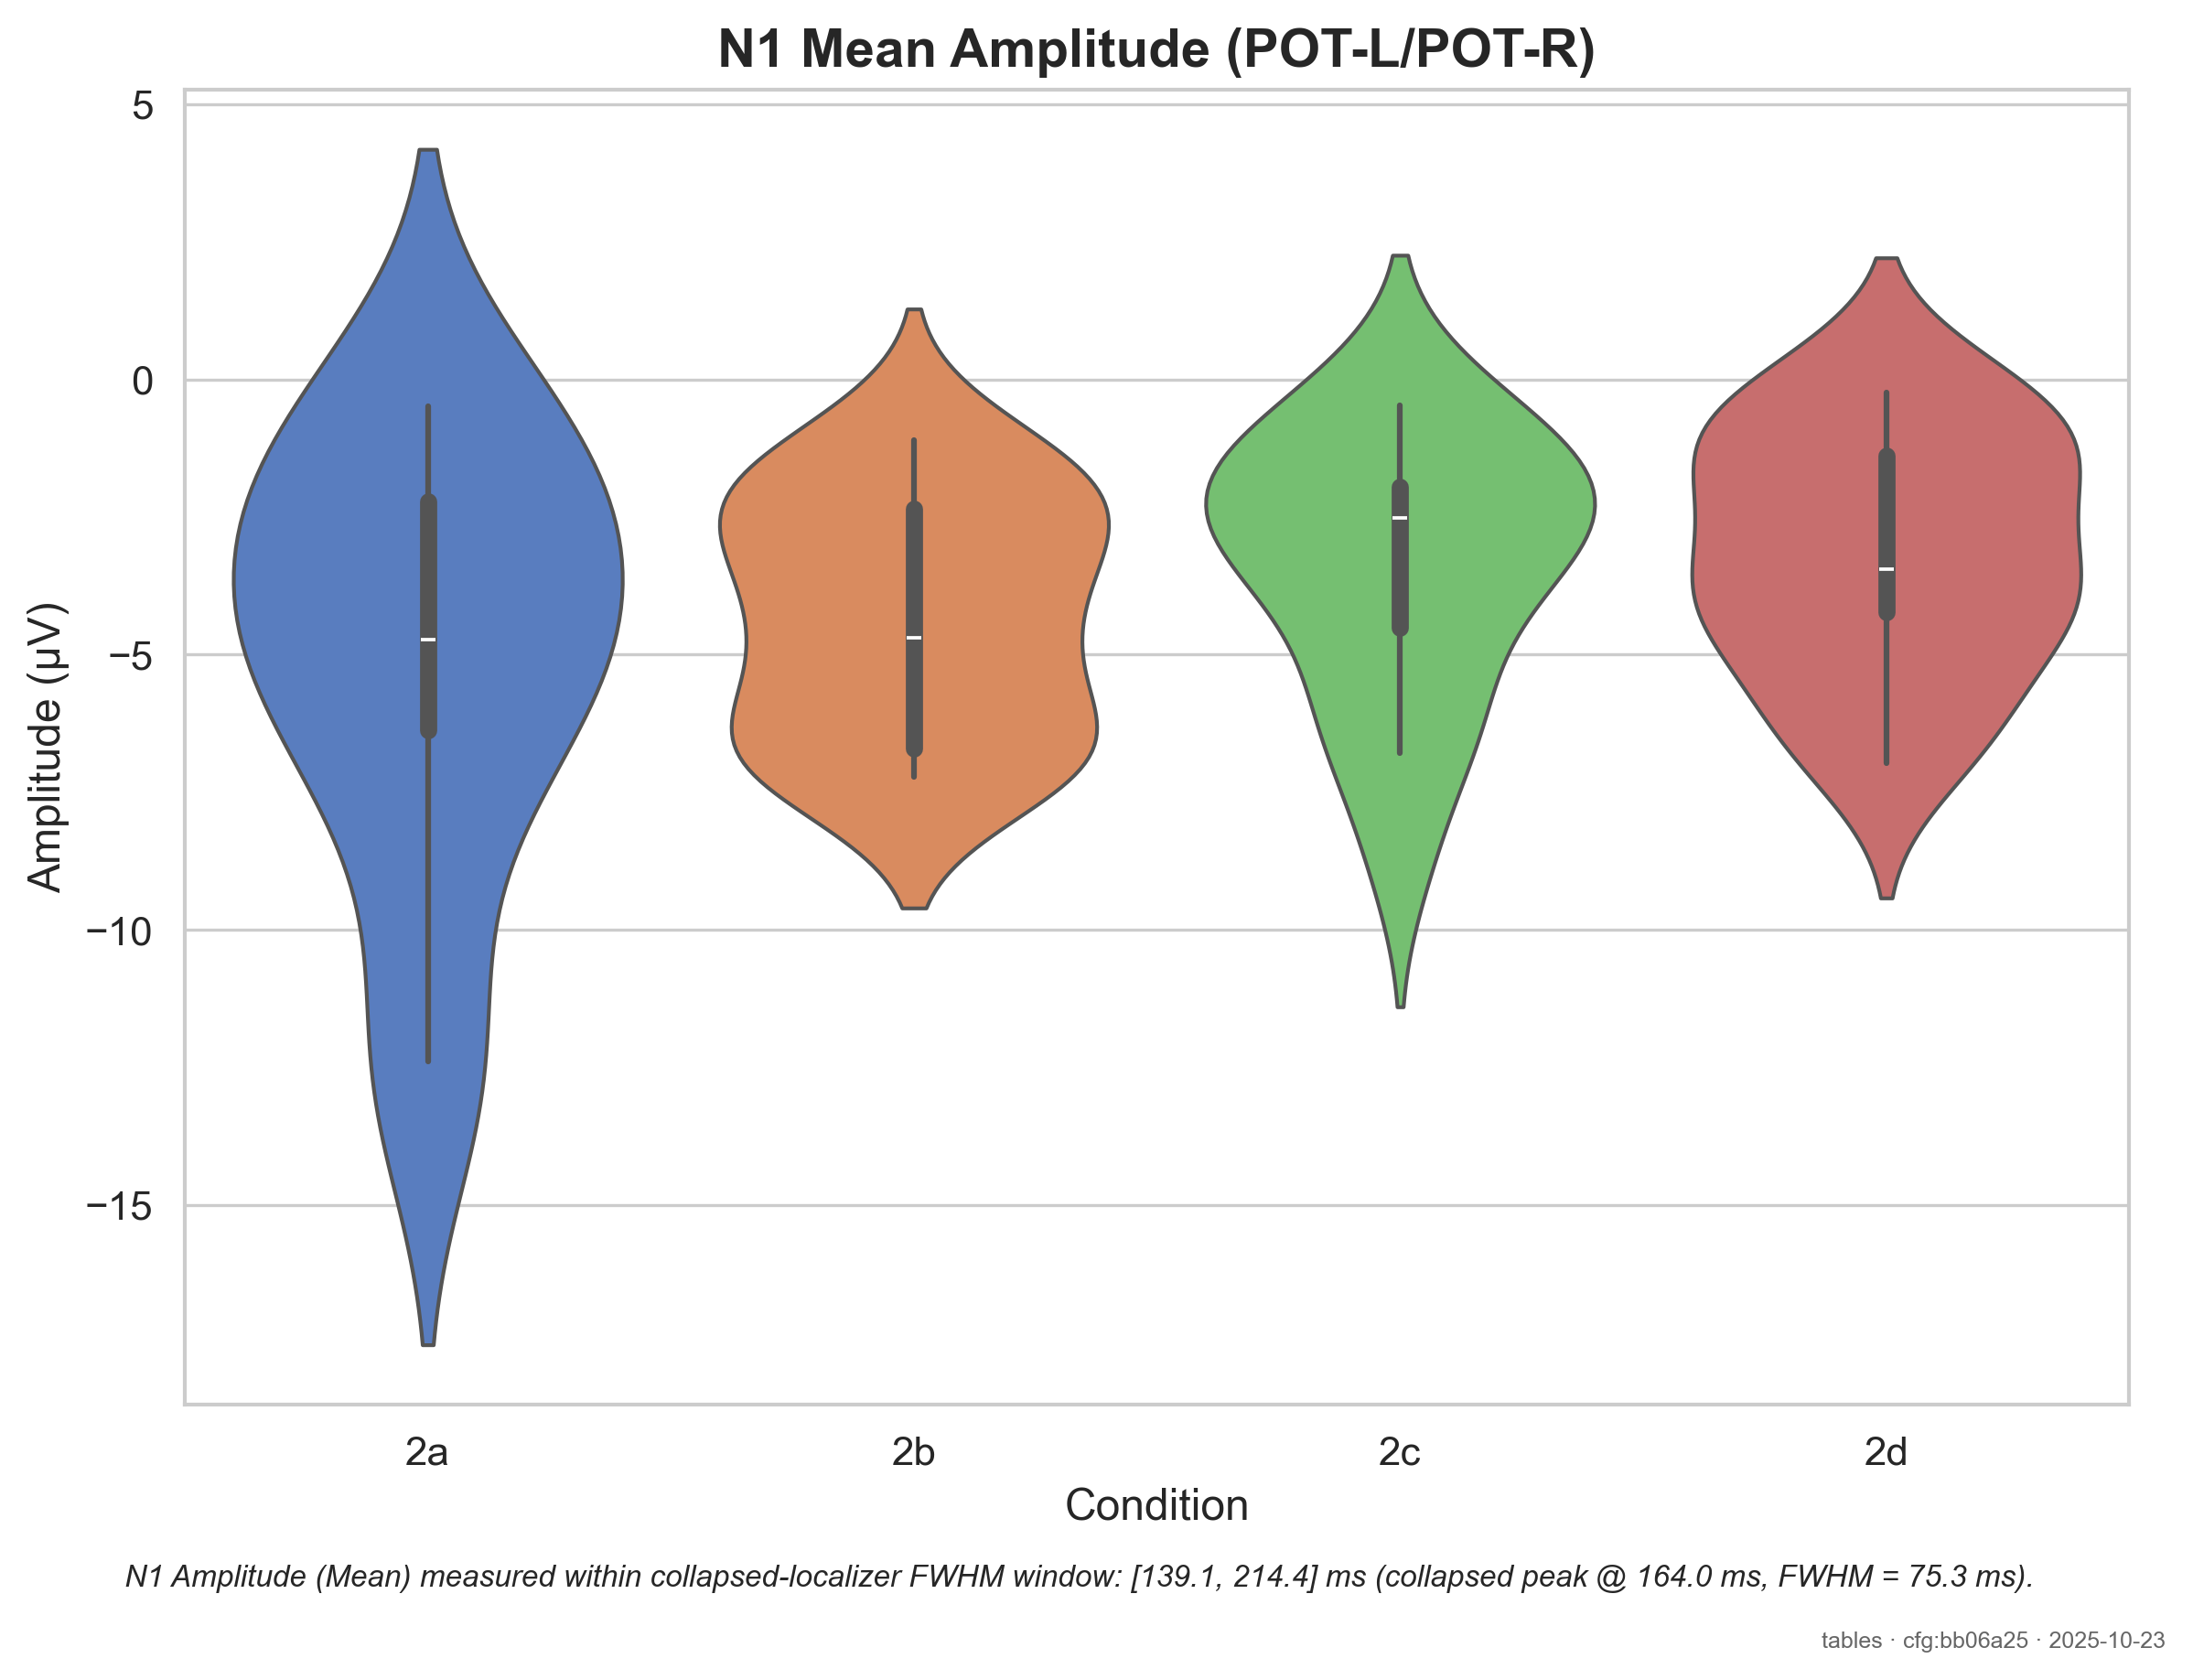 N1 Mean Amplitude (POT-L/POT-R)
5
0
−5
−10
−15
Amplitude (µV)
2a 2b 2c 2d
Condition
N1 Amplitude (Mean) measured within collapsed-localizer FWHM window: [139.1, 214.4] ms (collapsed peak @ 164.0 ms, FWHM = 75.3 ms).
tables · cfg:bb06a25 · 2025-10-23